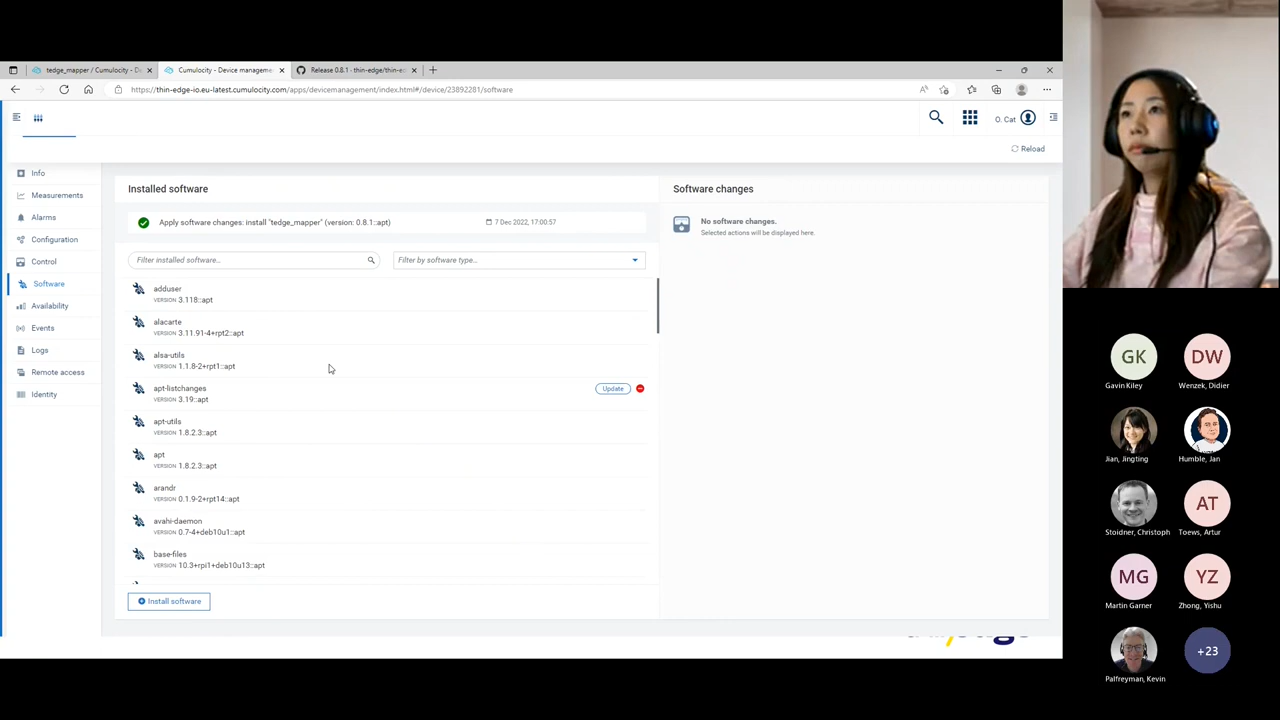 tedge_mapper / Cumulocity - D
Cumulocity - Device manageme
Release 0.8.1 · thin-edge/thin-e
https://thin-edge-io.eu-latest.cumulocity.com/apps/devicemanagement/index.html#/device/23892281/software
O. Cat
Reload
Info
Measurements
Alarms
Configuration
Control
Software
Availability
Events
Logs
Remote access
Identity
Installed software
Apply software changes: install "tedge_mapper" (version: 0.8.1::apt)
7 Dec 2022, 17:00:57
Filter installed software...
Filter by software type...
adduser
VERSION 3.118::apt
alacarte
VERSION 3.11.91-4+rpt2::apt
alsa-utils
VERSION 1.1.8-2+rpt1::apt
apt-listchanges
VERSION 3.19::apt
Update
apt-utils
VERSION 1.8.2.3::apt
apt
VERSION 1.8.2.3::apt
arandr
VERSION 0.1.9-2+rpt14::apt
avahi-daemon
VERSION 0.7-4+deb10u1::apt
base-files
VERSION 10.3+rpi1+deb10u13::apt
Install software
Software changes
No software changes.
Selected actions will be displayed here.
GK
Gavin Kiley
DW
Wenzek, Didier
Jian, Jingting
Humble, Jan
Stoidner, Christoph
AT
Toews, Artur
MG
Martin Garner
YZ
Zhong, Yishu
Palfreyman, Kevin
+23